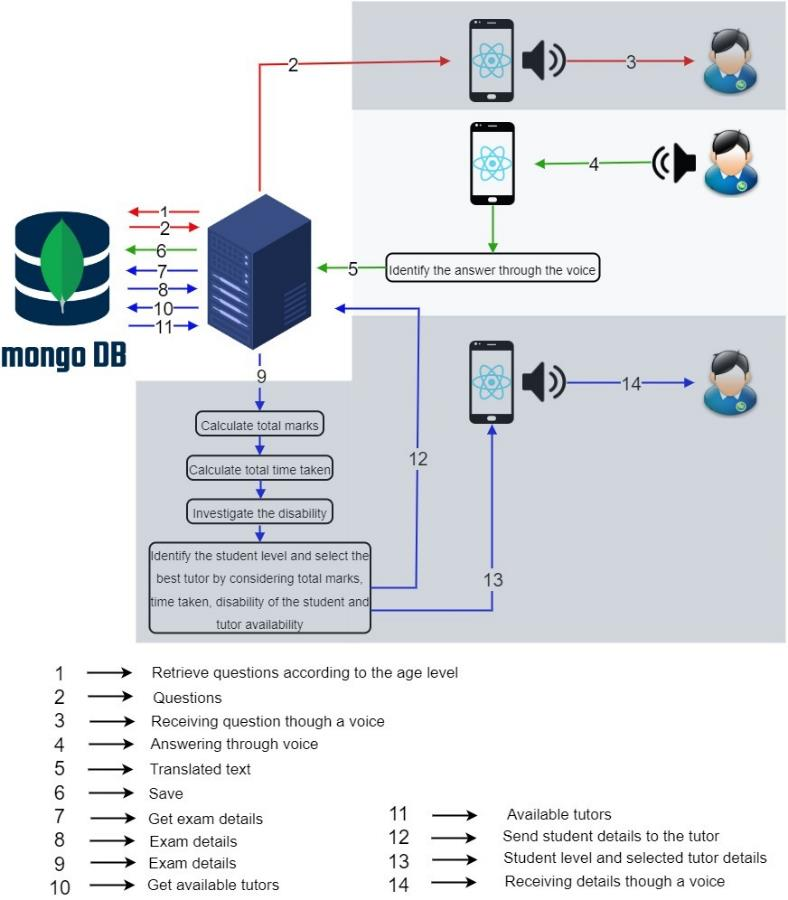 2
3
4
1
2
6
7
8
10
11
5
Identify the answer through the voice
mongo DB
9
14
Calculate total marks
12
Calculate total time taken
Investigate the disability
Identify the student level and select the
best tutor by considering total marks,
time taken, disability of the student and
tutor availability
13
1 Retrieve questions according to the age level
2 Questions
3 Receiving question though a voice
4 Answering through voice
5 Translated text
6 Save
7 Get exam details
8 Exam details
9 Exam details
10 Get available tutors
11 Available tutors
12 Send student details to the tutor
13 Student level and selected tutor details
14 Receiving details though a voice